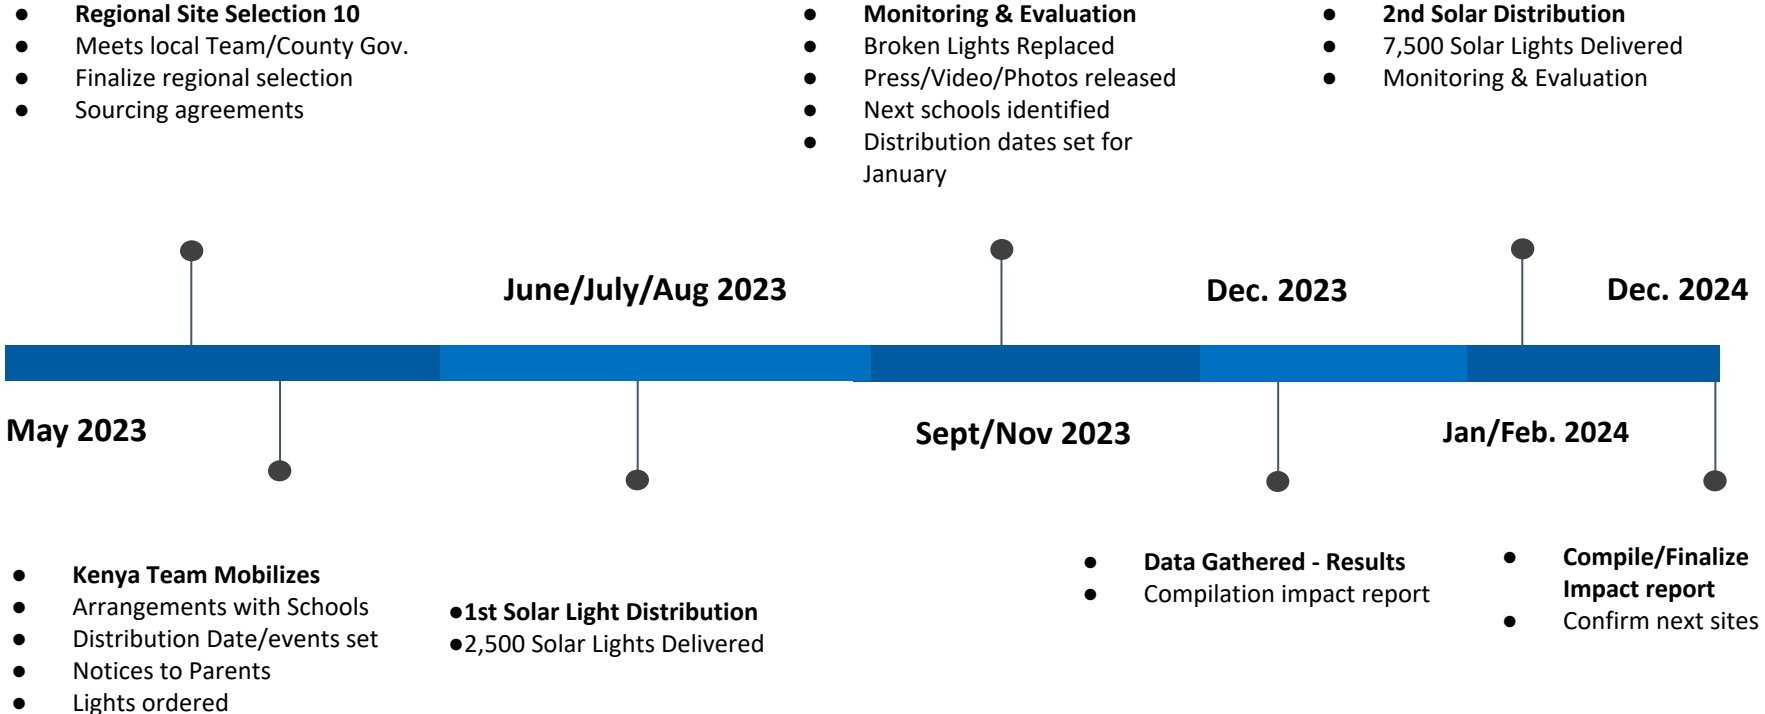 ● Regional Site Selection 10
● Meets local Team/County Gov.
● Finalize regional selection
● Sourcing agreements
● Monitoring & Evaluation
● Broken Lights Replaced
● Press/Video/Photos released
● Next schools identified
● Distribution dates set for
January
● 2nd Solar Distribution
● 7,500 Solar Lights Delivered
● Monitoring & Evaluation
June/July/Aug 2023
Dec. 2023
Dec. 2024
May 2023
Sept/Nov 2023
Jan/Feb. 2024
● Kenya Team Mobilizes
● Arrangements with Schools
● Distribution Date/events set
● Notices to Parents
● Lights ordered
●1st Solar Light Distribution
●2,500 Solar Lights Delivered
● Data Gathered - Results
● Compilation impact report
● Compile/Finalize
Impact report
● Confirm next sites